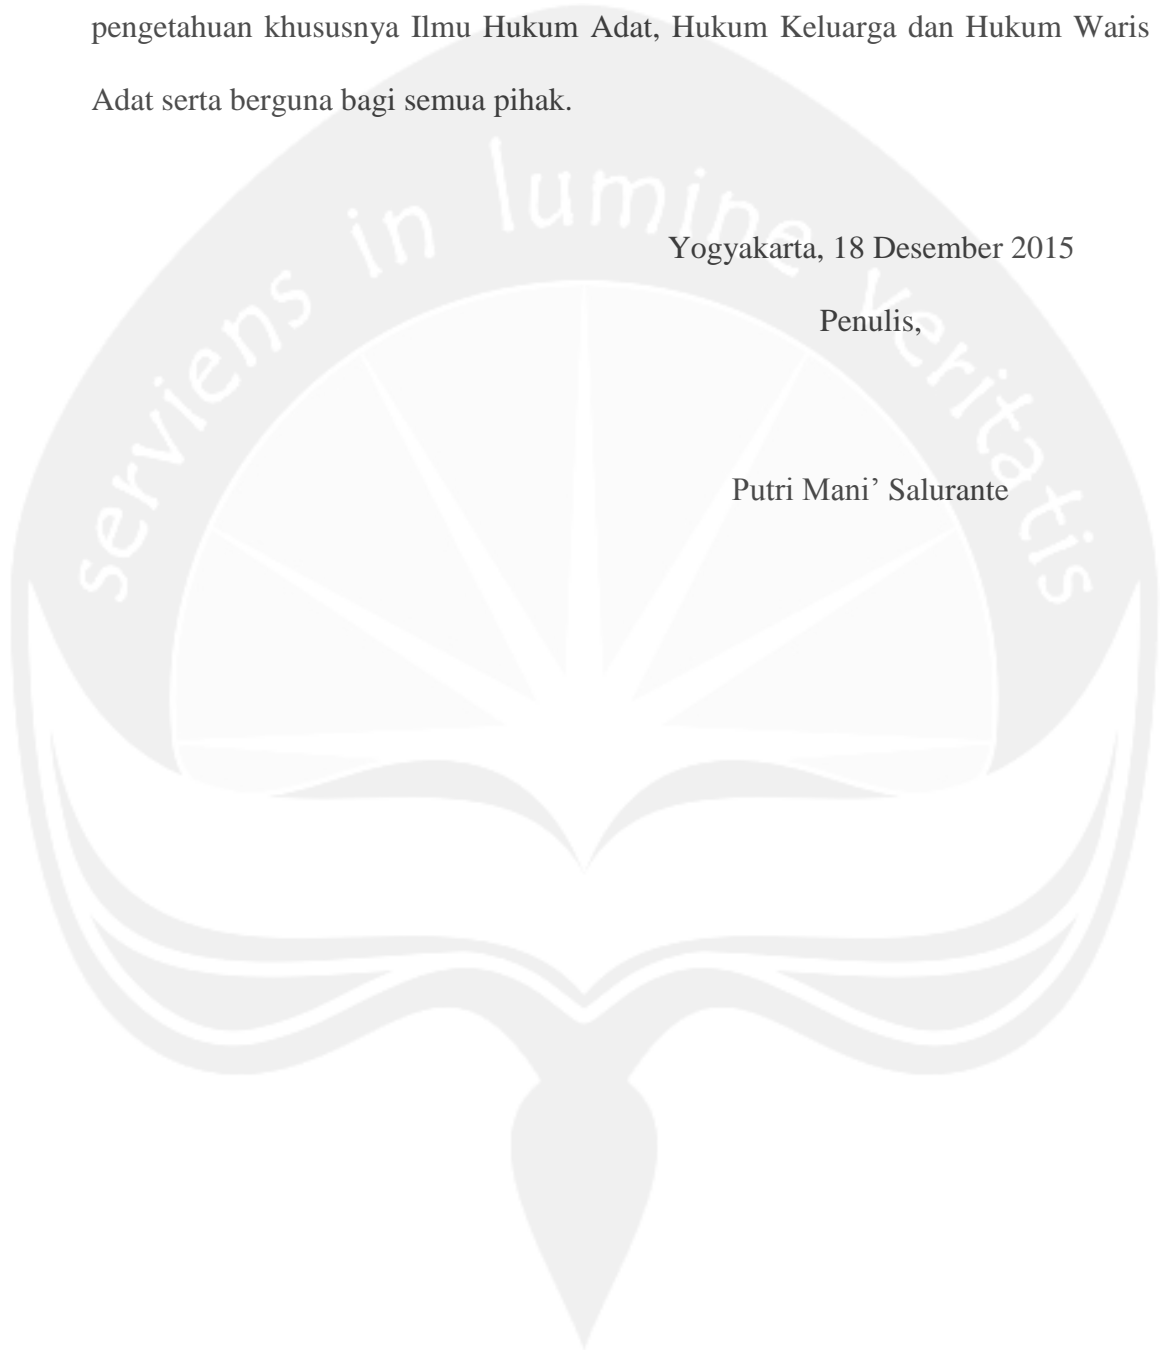 pengetahuan khususnya Ilmu Hukum Adat, Hukum Keluarga dan Hukum Waris
Adat serta berguna bagi semua pihak.
serviens in lumine veritatis
Yogyakarta, 18 Desember 2015
Penulis,
Putri Mani’ Salurante